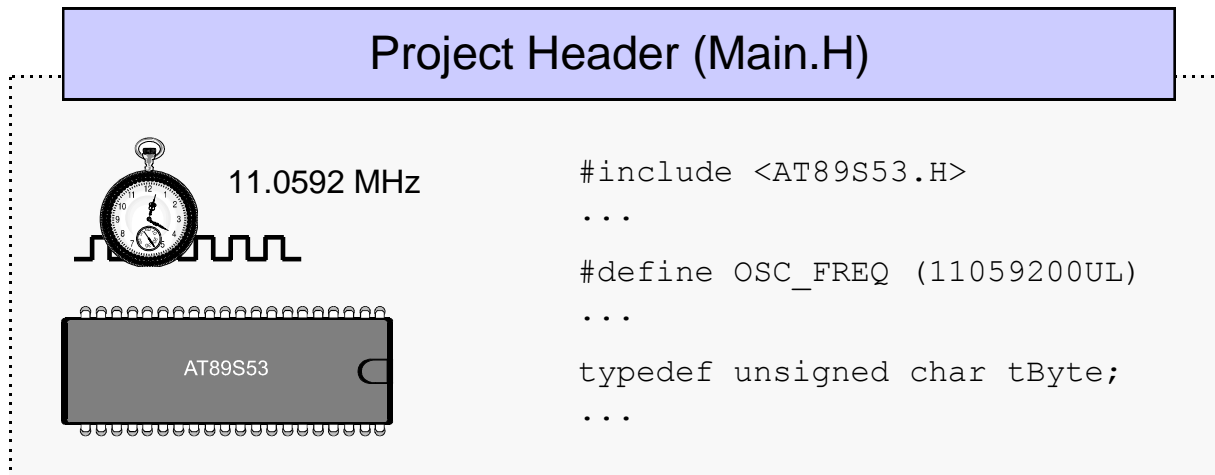 Project Header (Main.H)
11.0592 MHz
#include <AT89S53.H>
...
#define OSC_FREQ (11059200UL)
...
typedef unsigned char tByte;
...
AT89S53